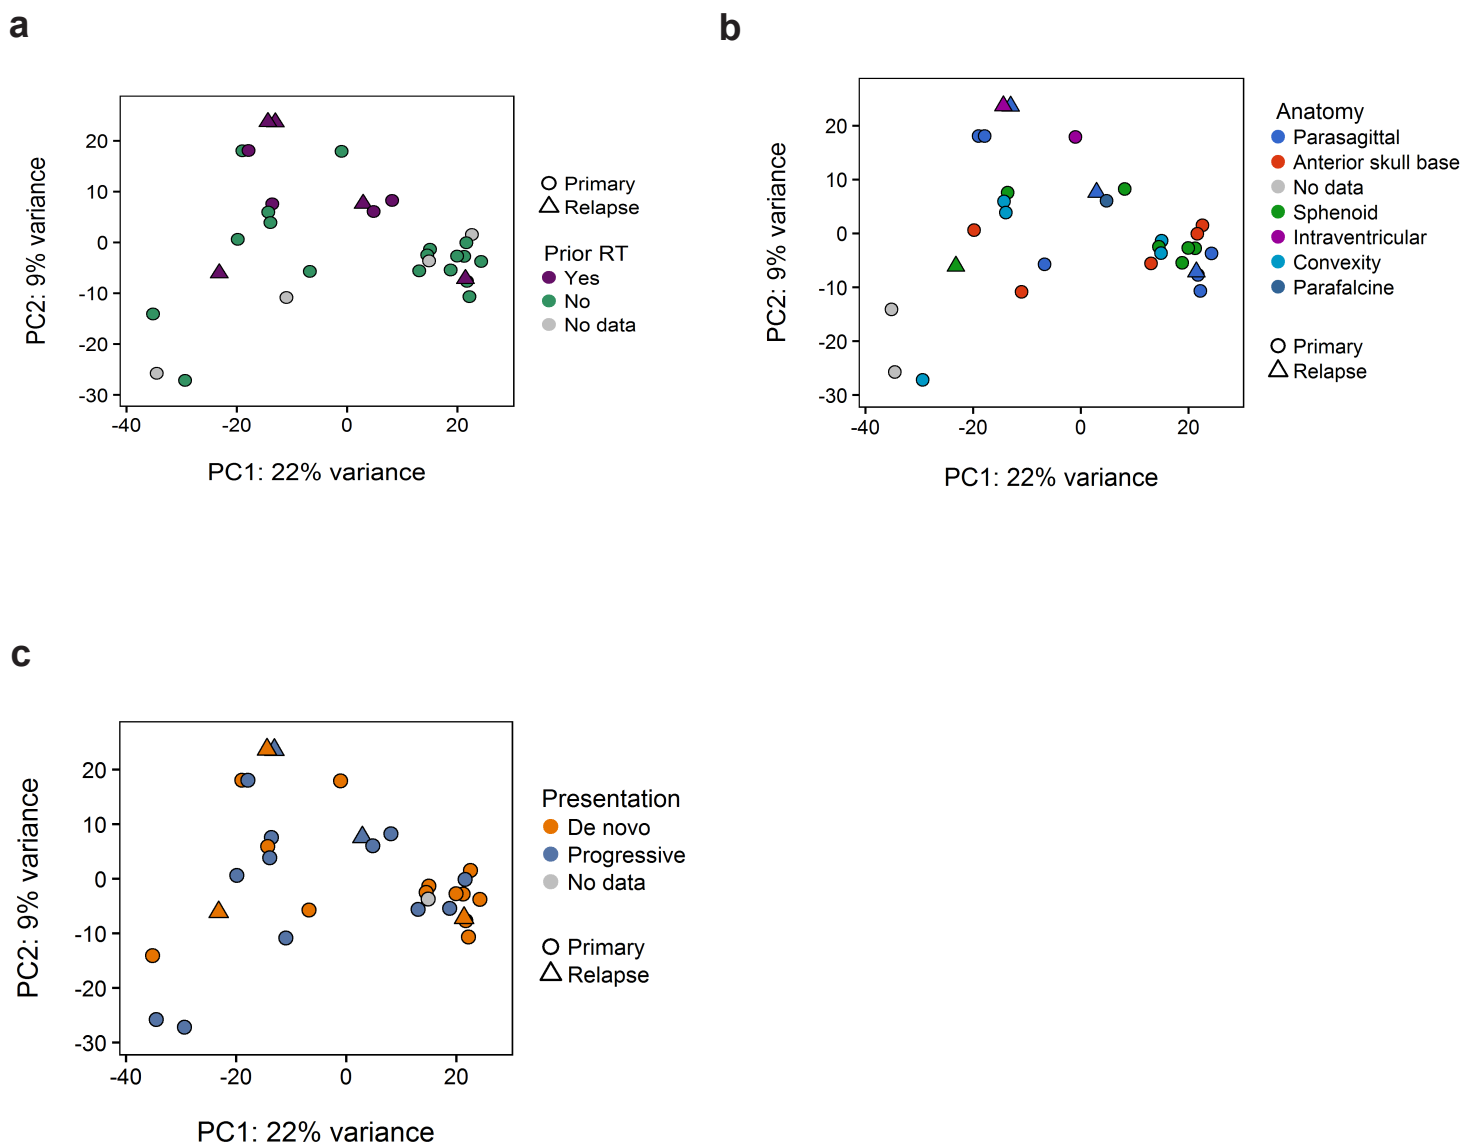 a
20
10
0
-10
-20
-30
-40
-20
0
20
PC2: 9% variance
PC1: 22% variance
Primary
Relapse
Prior RT
Yes
No
No data
b
20
10
0
-10
-20
-30
-40
-20
0
20
PC2: 9% variance
PC1: 22% variance
Anatomy
Parasagittal
Anterior skull base
No data
Sphenoid
Intraventricular
Convexity
Parafalcine
Primary
Relapse
c
20
10
0
-10
-20
-30
-40
-20
0
20
PC2: 9% variance
PC1: 22% variance
Presentation
De novo
Progressive
No data
Primary
Relapse